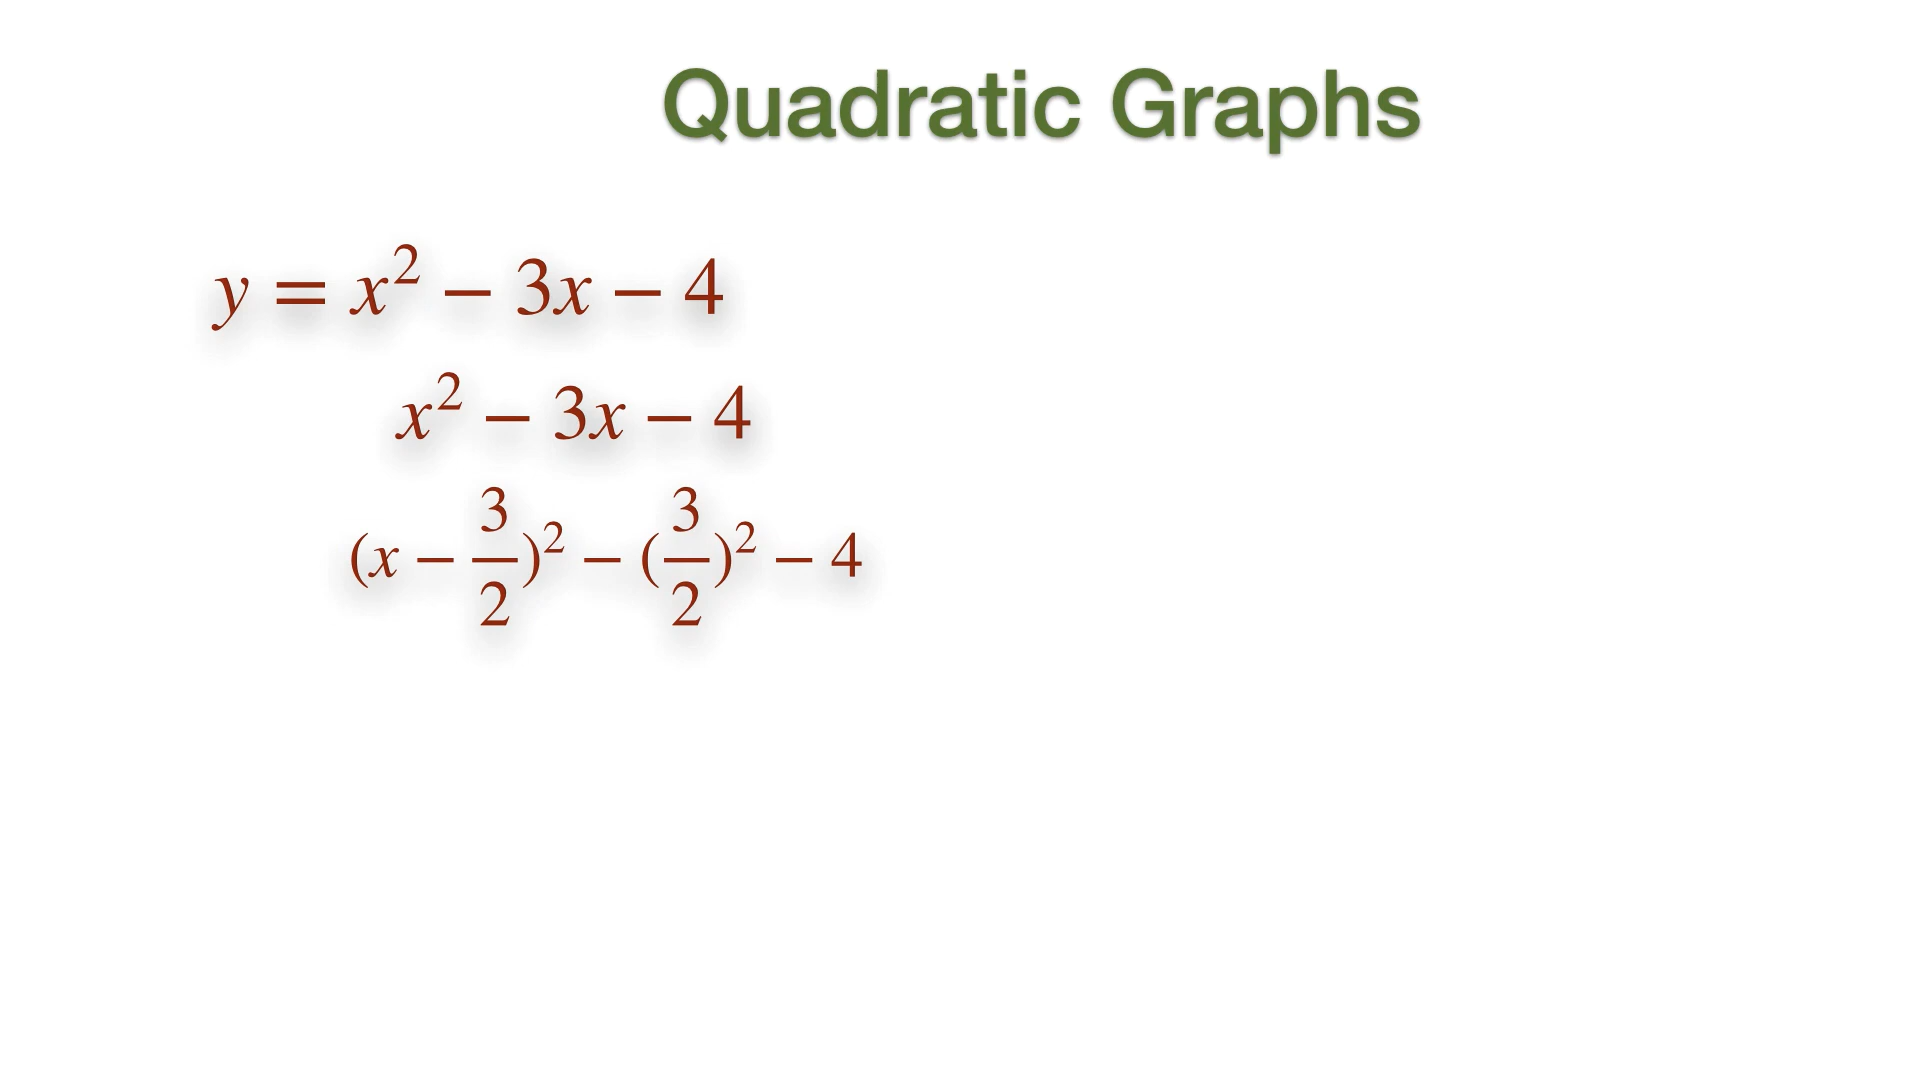 Quadratic Graphs
y = x² − 3x − 4
x² − 3x − 4
(x − 3/2)² − (3/2)² − 4